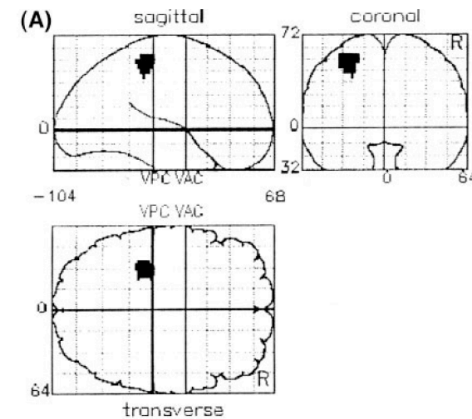 (A) sagittal coronal
72
R
0 0
VPC VAC 32
-104 68 0 64
VPC VAC
0
64 R
transverse